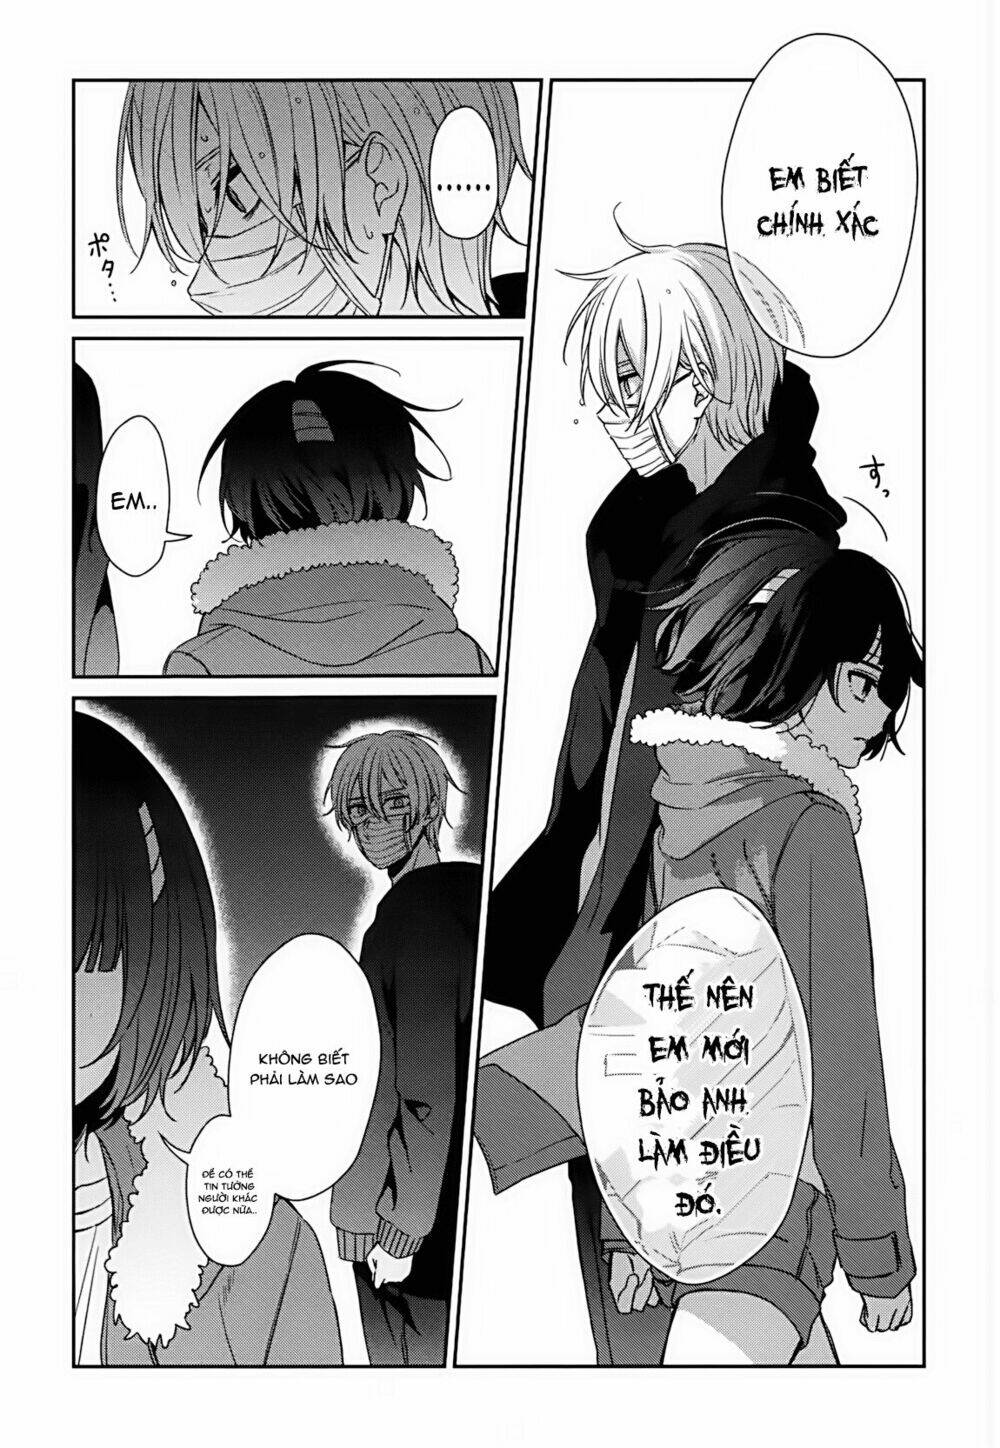 EM BIẾT
CHÍNH XÁC
すっ
THẾ NÊN
EM MỚI
BẢO ANH
LÀM ĐIỀU
ĐÓ.
......
ポタ...
EM..
KHÔNG BIẾT
PHẢI LÀM SAO
ĐỂ CÓ THỂ
TIN TƯỞNG
NGƯỜI KHÁC
ĐƯỢC NỮA..